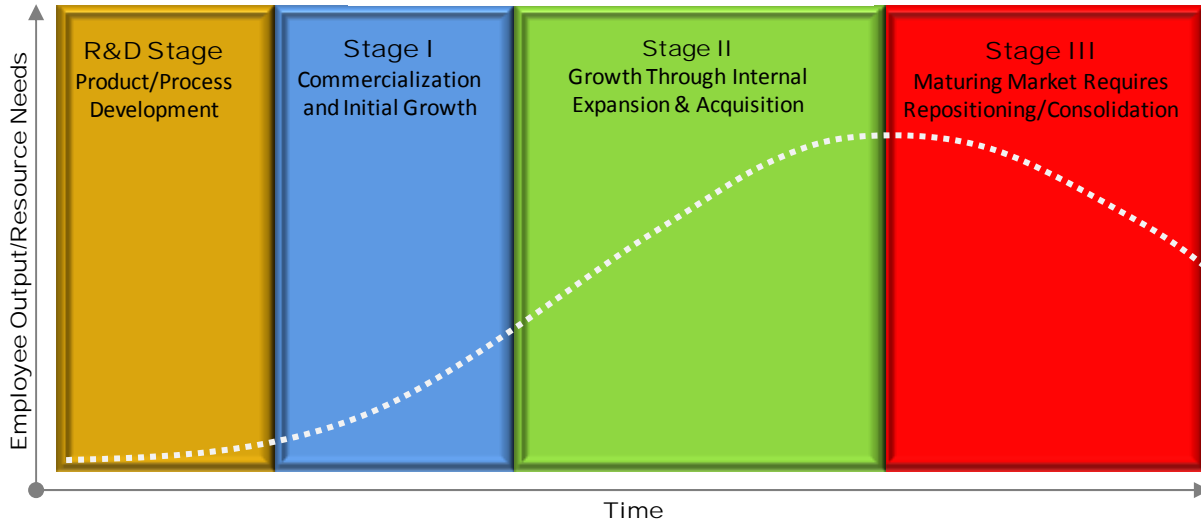 R&D Stage
Product/Process
Development
Stage I
Commercialization
and Initial Growth
Stage II
Growth Through Internal
Expansion & Acquisition
Stage III
Maturing Market Requires
Repositioning/Consolidation
Employee Output/Resource Needs
Time